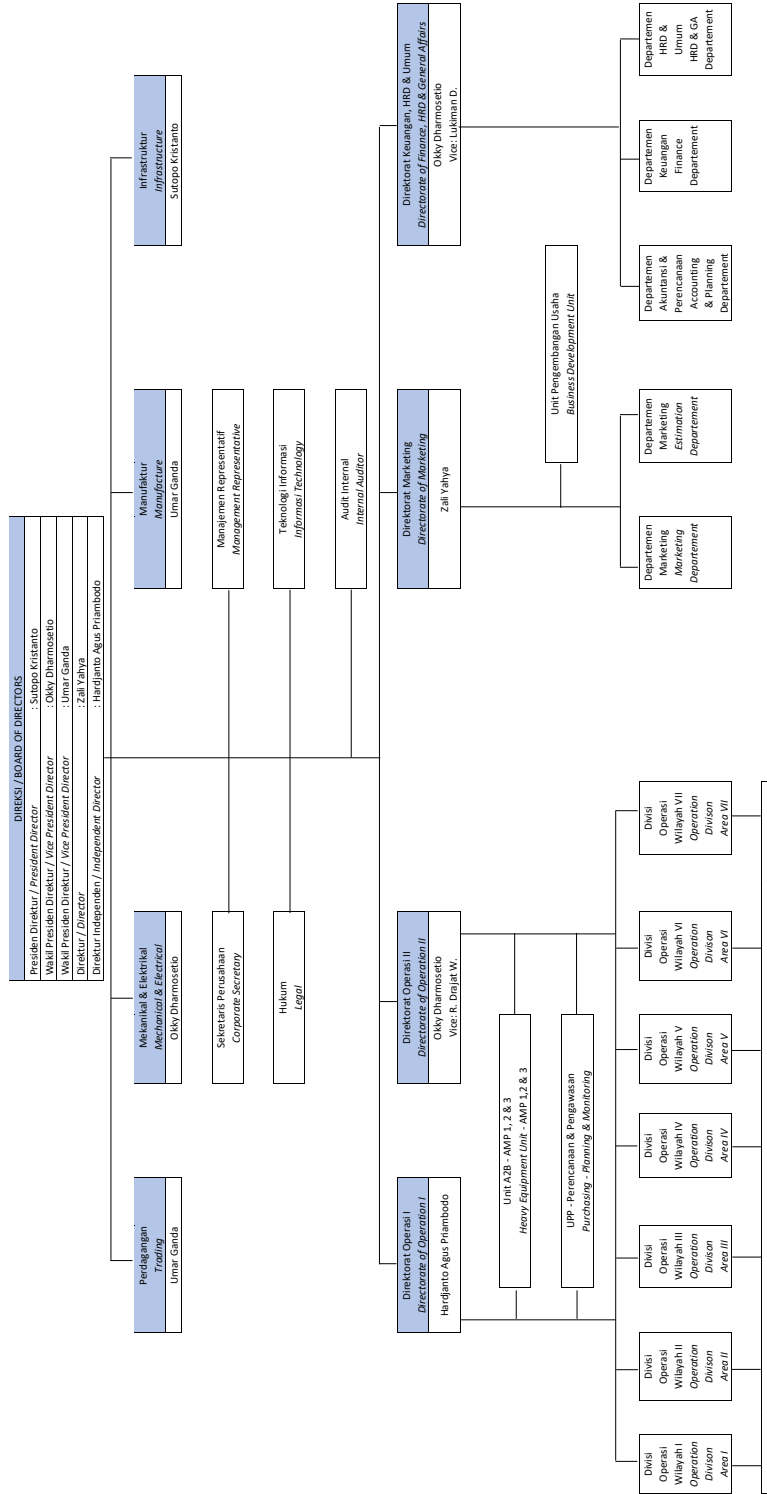 DIREKSI / BOARD OF DIRECTORS
Presiden Direktur / President Director : Sutopo Kristanto
Wakil Presiden Direktur / Vice President Director : Okky Dharmosetio
Wakil Presiden Direktur / Vice President Director : Umar Ganda
Direktur / Director : Zali Yahya
Direktur Independen / Independent Director : Hardjanto Agus Priambodo
Perdagangan
Trading
Umar Ganda
Mekanikal & Elektrikal
Mechanical & Electrical
Okky Dharmosetio
Manufaktur
Manufacture
Umar Ganda
Infrastruktur
Infrastructure
Sutopo Kristanto
Sekretaris Perusahaan
Corporate Secretary
Manajemen Representatif
Management Representative
Hukum
Legal
Teknologi Informasi
Informasi Technology
Audit Internal
Internal Auditor
Direktorat Operasi I
Directorate of Operation I
Hardjanto Agus Priambodo
Direktorat Operasi II
Directorate of Operation II
Okky Dharmosetio
Vice: R. Drajat W.
Direktorat Marketing
Directorate of Marketing
Zali Yahya
Direktorat Keuangan, HRD & Umum
Directorate of Finance, HRD & General Affairs
Okky Dharmosetio
Vice: Lukiman D.
Unit A2B - AMP 1, 2 & 3
Heavy Equipment Unit - AMP 1,2 & 3
UPP - Perencanaan & Pengawasan
Purchasing - Planning & Monitoring
Unit Pengembangan Usaha
Business Development Unit
Divisi
Operasi
Wilayah I
Operation
Divison
Area I
Divisi
Operasi
Wilayah II
Operation
Divison
Area II
Divisi
Operasi
Wilayah III
Operation
Divison
Area III
Divisi
Operasi
Wilayah IV
Operation
Divison
Area IV
Divisi
Operasi
Wilayah V
Operation
Divison
Area V
Divisi
Operasi
Wilayah VI
Operation
Divison
Area VI
Divisi
Operasi
Wilayah VII
Operation
Divison
Area VII
Departemen
Marketing
Marketing
Departement
Departemen
Marketing
Estimation
Departement
Departemen
Akuntansi &
Perencanaan
Accounting
& Planning
Departement
Departemen
Keuangan
Finance
Departement
Departemen
HRD &
Umum
HRD & GA
Departement